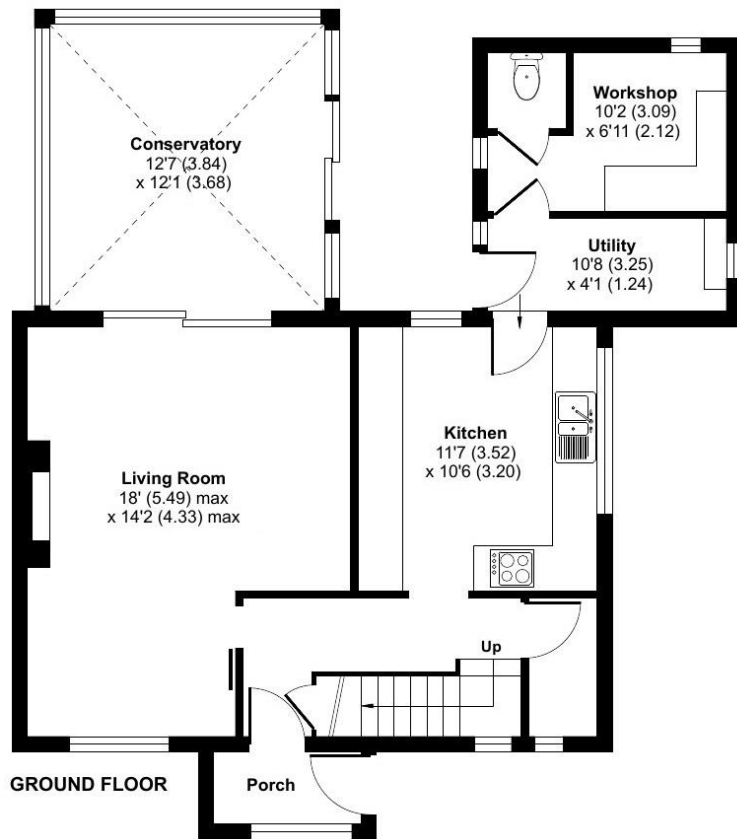 Conservatory
12'7 (3.84)
x 12'1 (3.68)
Workshop
10'2 (3.09)
x 6'11 (2.12)
Utility
10'8 (3.25)
x 4'1 (1.24)
Kitchen
11'7 (3.52)
x 10'6 (3.20)
Living Room
18' (5.49) max
x 14'2 (4.33) max
Up
GROUND FLOOR
Porch